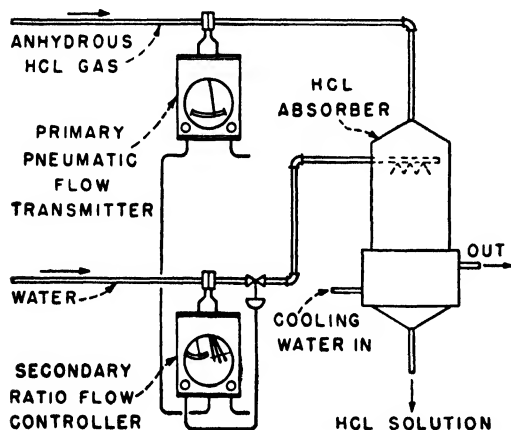 ANHYDROUS
HCL GAS
HCL
ABSORBER
PRIMARY
PNEUMATIC
FLOW
TRANSMITTER
WATER
OUT
COOLING
WATER IN
SECONDARY
RATIO FLOW
CONTROLLER
HCL SOLUTION